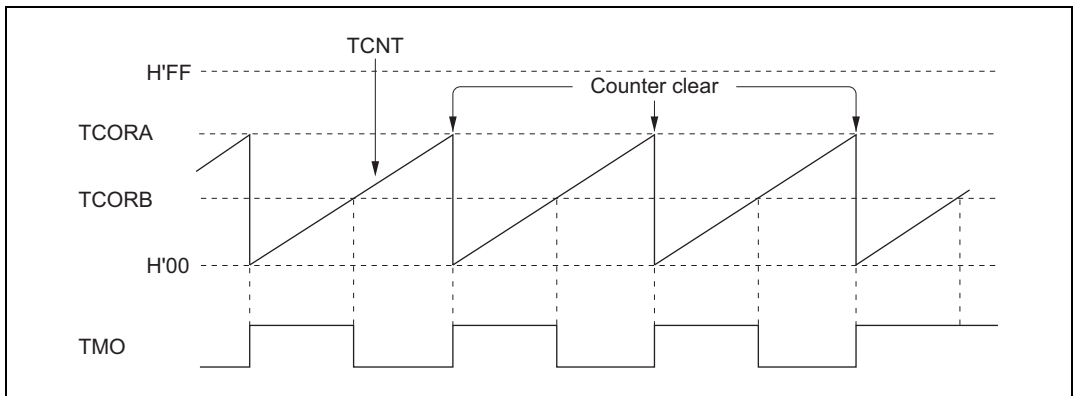 TCNT
H'FF
Counter clear
TCORA
TCORB
H'00
TMO